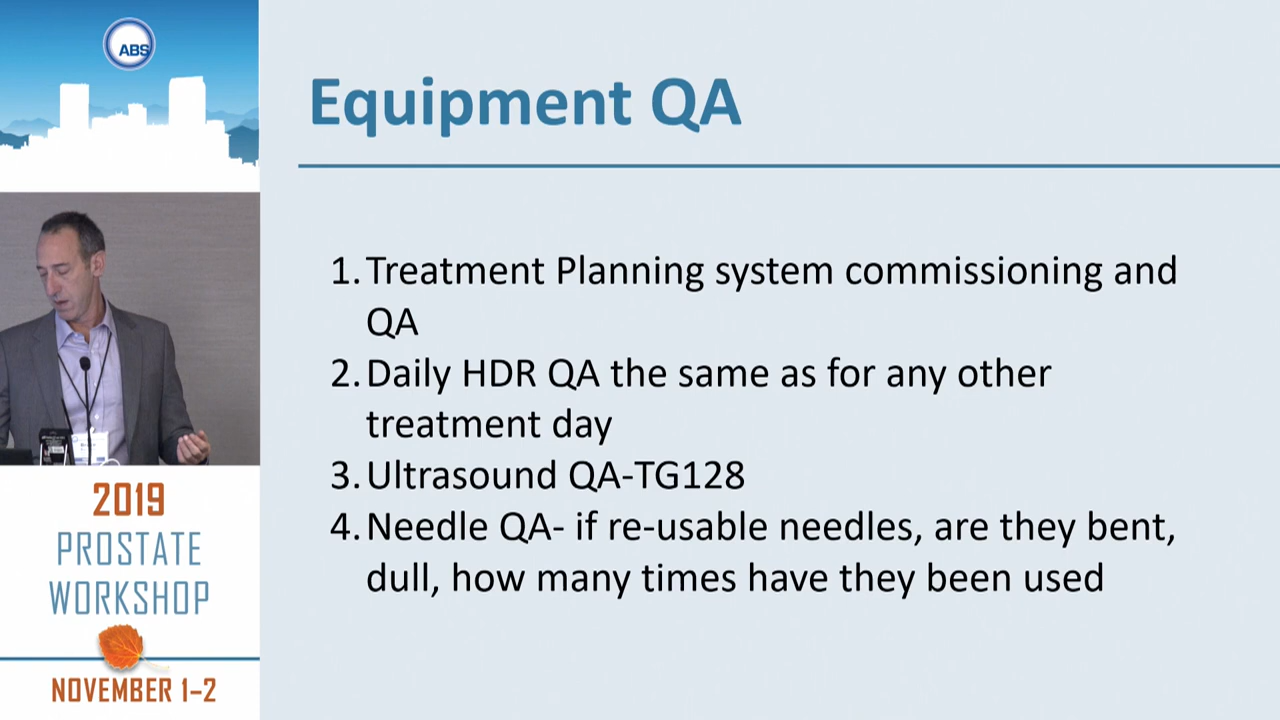 ABS
Equipment QA
1. Treatment Planning system commissioning and
QA
2. Daily HDR QA the same as for any other
treatment day
3. Ultrasound QA-TG128
4. Needle QA- if re-usable needles, are they bent,
dull, how many times have they been used
2019
PROSTATE
WORKSHOP
NOVEMBER 1–2